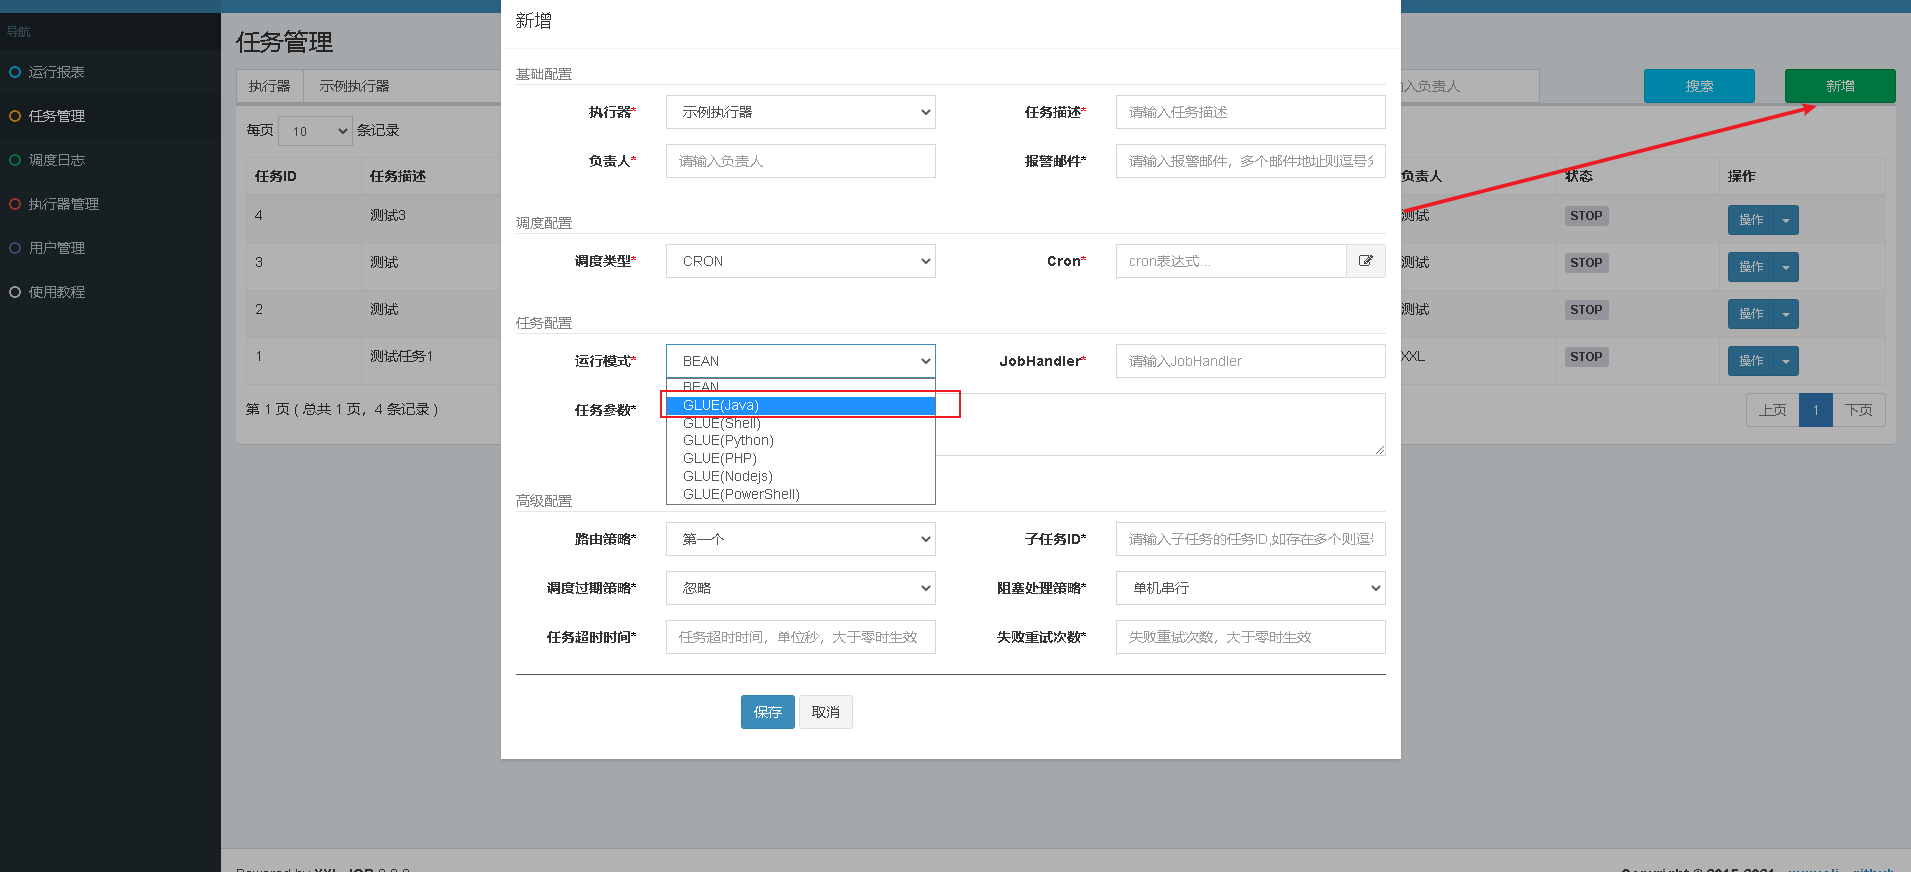 导航
运行报表
任务管理
调度日志
执行器管理
用户管理
使用教程
任务管理
执行器 示例执行器
入负责人 搜索 新增
每页 10 条记录
任务ID 任务描述 负责人 状态 操作
4 测试3 测试 STOP 操作
3 测试 测试 STOP 操作
2 测试 测试 STOP 操作
1 测试任务1 XXL STOP 操作
第 1 页 ( 总共 1 页，4 条记录 )
上页 1 下页
新增
基础配置
执行器* 示例执行器 任务描述* 请输入任务描述
负责人* 请输入负责人 报警邮件* 请输入报警邮件，多个邮件地址则逗号分
调度配置
调度类型* CRON Cron* cron表达式...
任务配置
运行模式* BEAN JobHandler* 请输入JobHandler
BEAN
任务参数* GLUE(Java)
GLUE(Shell)
GLUE(Python)
GLUE(PHP)
GLUE(Nodejs)
GLUE(PowerShell)
高级配置
路由策略* 第一个 子任务ID* 请输入子任务的任务ID,如存在多个则逗号
调度过期策略* 忽略 阻塞处理策略* 单机串行
任务超时时间* 任务超时时间，单位秒，大于零时生效 失败重试次数* 失败重试次数，大于零时生效
保存 取消